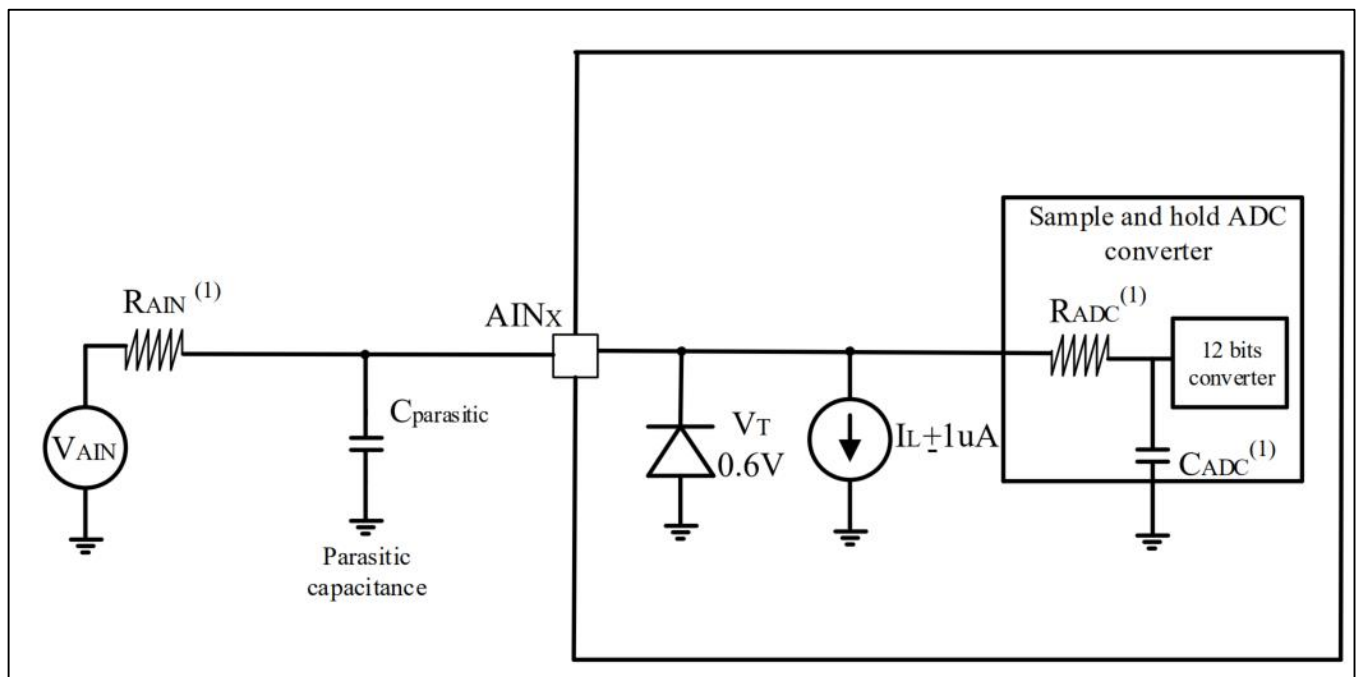 Sample and hold ADC
converter
RAIN (1)
AINX
RADC(1)
12 bits
converter
Cparasitic
VT
0.6V
IL±1uA
VAIN
CADC(1)
Parasitic
capacitance